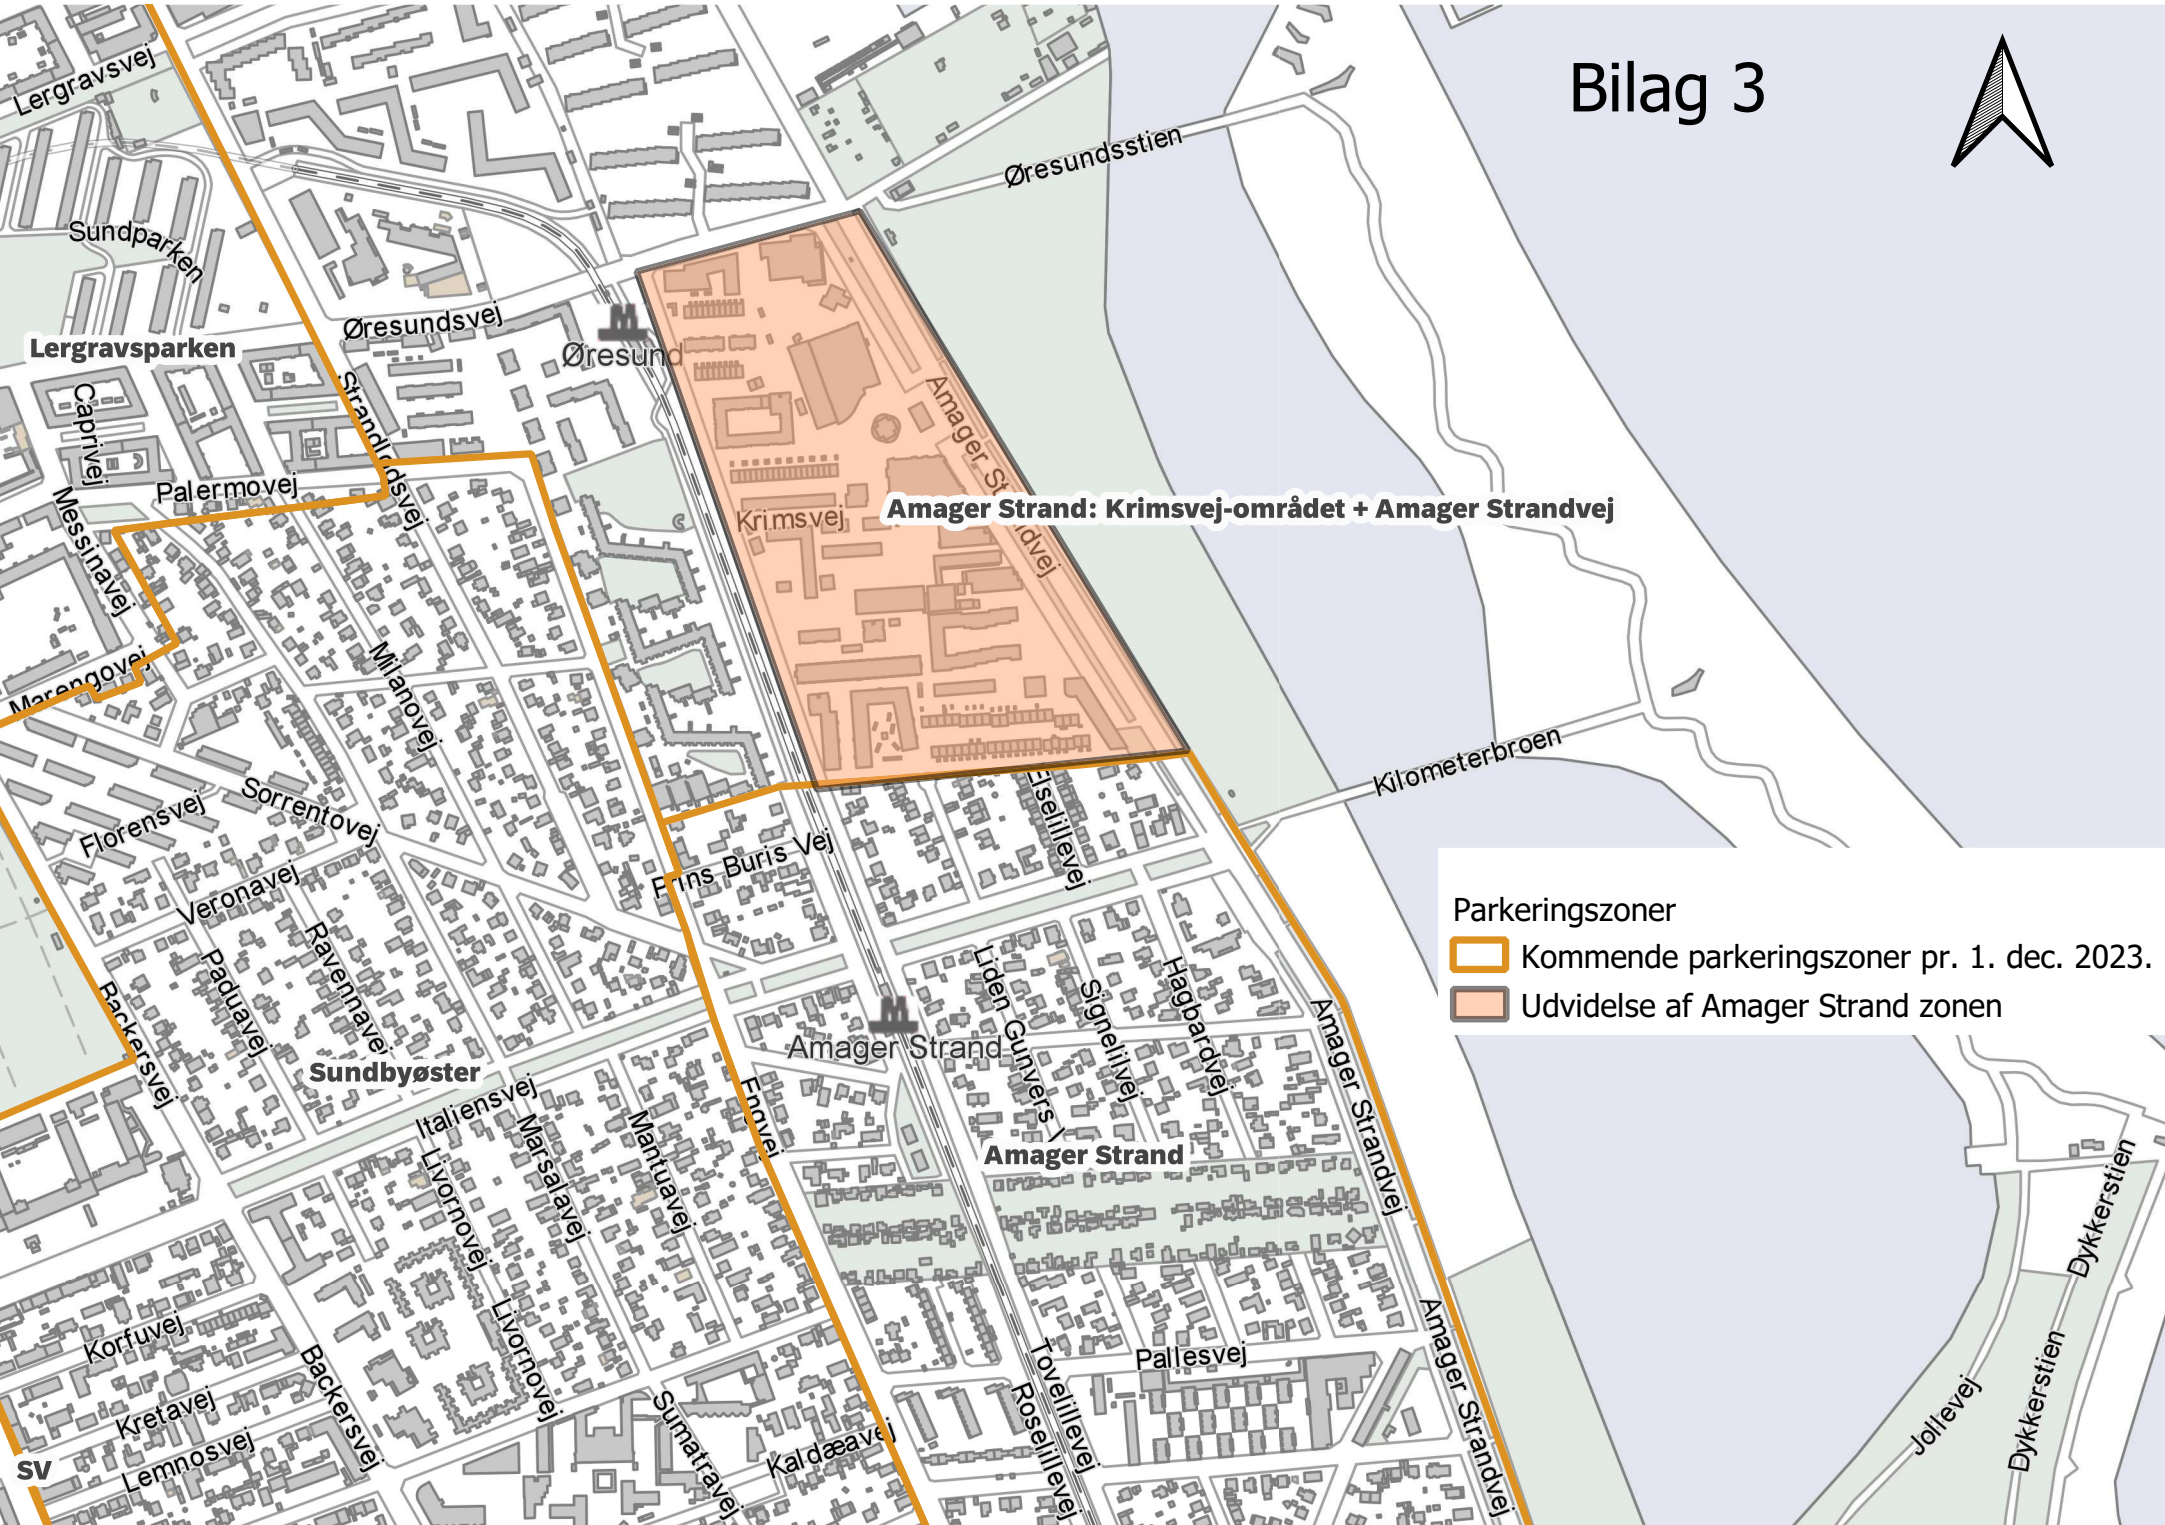 Bilag 3
Lergravsvej
Øresundsstien
Sundparken
Øresundsvej
Lergravsparken
Øresund
Caprivej
Strandlodsvej
Amager Strandvej
Palermovej
Messinavej
Krimsvej
Amager Strand: Krimsvej-området + Amager Strandvej
Marengovej
Milanovej
Kilometerbroen
Sorrentovej
Florensvej
Elselillevej
Prins Buris Vej
Veronavej
Parkeringszoner
Kommende parkeringszoner pr. 1. dec. 2023.
Udvidelse af Amager Strand zonen
Paduavej
Ravennavej
Backersvej
Liden Gunvers V
Signelilvej
Hagbardvej
Amager Strand
Amager Strandvej
Sundbyøster
Italiensvej
Engvej
Marsalavej
Mantuavej
Livornovej
Amager Strand
Dykkerstien
Korfuvej
Livornovej
Backersvej
Pallesvej
Tovelillevej
Roselillevej
Amager Strandvej
Kretavej
Sumatravej
Kaldæavej
Jollevej
Dykkerstien
Lemnosvej
SV